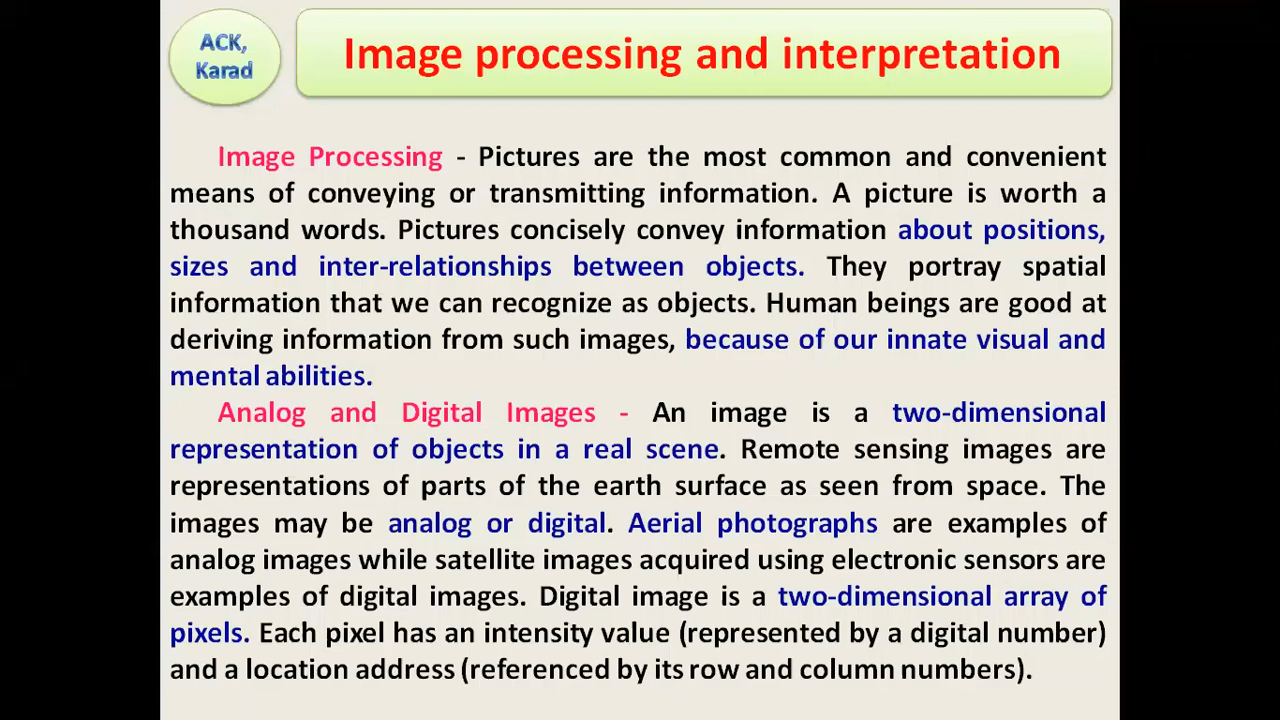 ACK,
Karad
Image processing and interpretation
Image Processing - Pictures are the most common and convenient
means of conveying or transmitting information. A picture is worth a
thousand words. Pictures concisely convey information about positions,
sizes and inter-relationships between objects. They portray spatial
information that we can recognize as objects. Human beings are good at
deriving information from such images, because of our innate visual and
mental abilities.
Analog and Digital Images - An image is a two-dimensional
representation of objects in a real scene. Remote sensing images are
representations of parts of the earth surface as seen from space. The
images may be analog or digital. Aerial photographs are examples of
analog images while satellite images acquired using electronic sensors are
examples of digital images. Digital image is a two-dimensional array of
pixels. Each pixel has an intensity value (represented by a digital number)
and a location address (referenced by its row and column numbers).